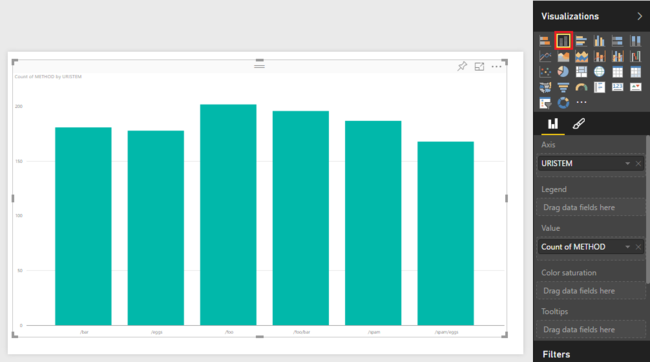 Visualizations
Count of METHOD by URISTEM
200
150
100
50
0
/bar
/eggs
/foo
/foo/bar
/spam
/spam/eggs
Axis
URISTEM
Legend
Drag data fields here
Value
Count of METHOD
Color saturation
Drag data fields here
Tooltips
Drag data fields here
Filters